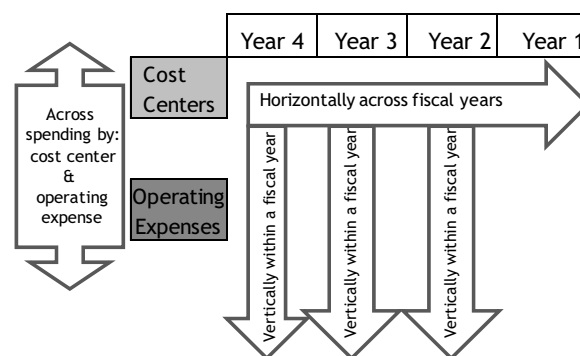 Year 4 Year 3 Year 2 Year 1
Cost
Centers
Across
spending by:
cost center
&
operating
expense
Horizontally across fiscal years
Operating
Expenses
Vertically within a fiscal year
Vertically within a fiscal year
Vertically within a fiscal year